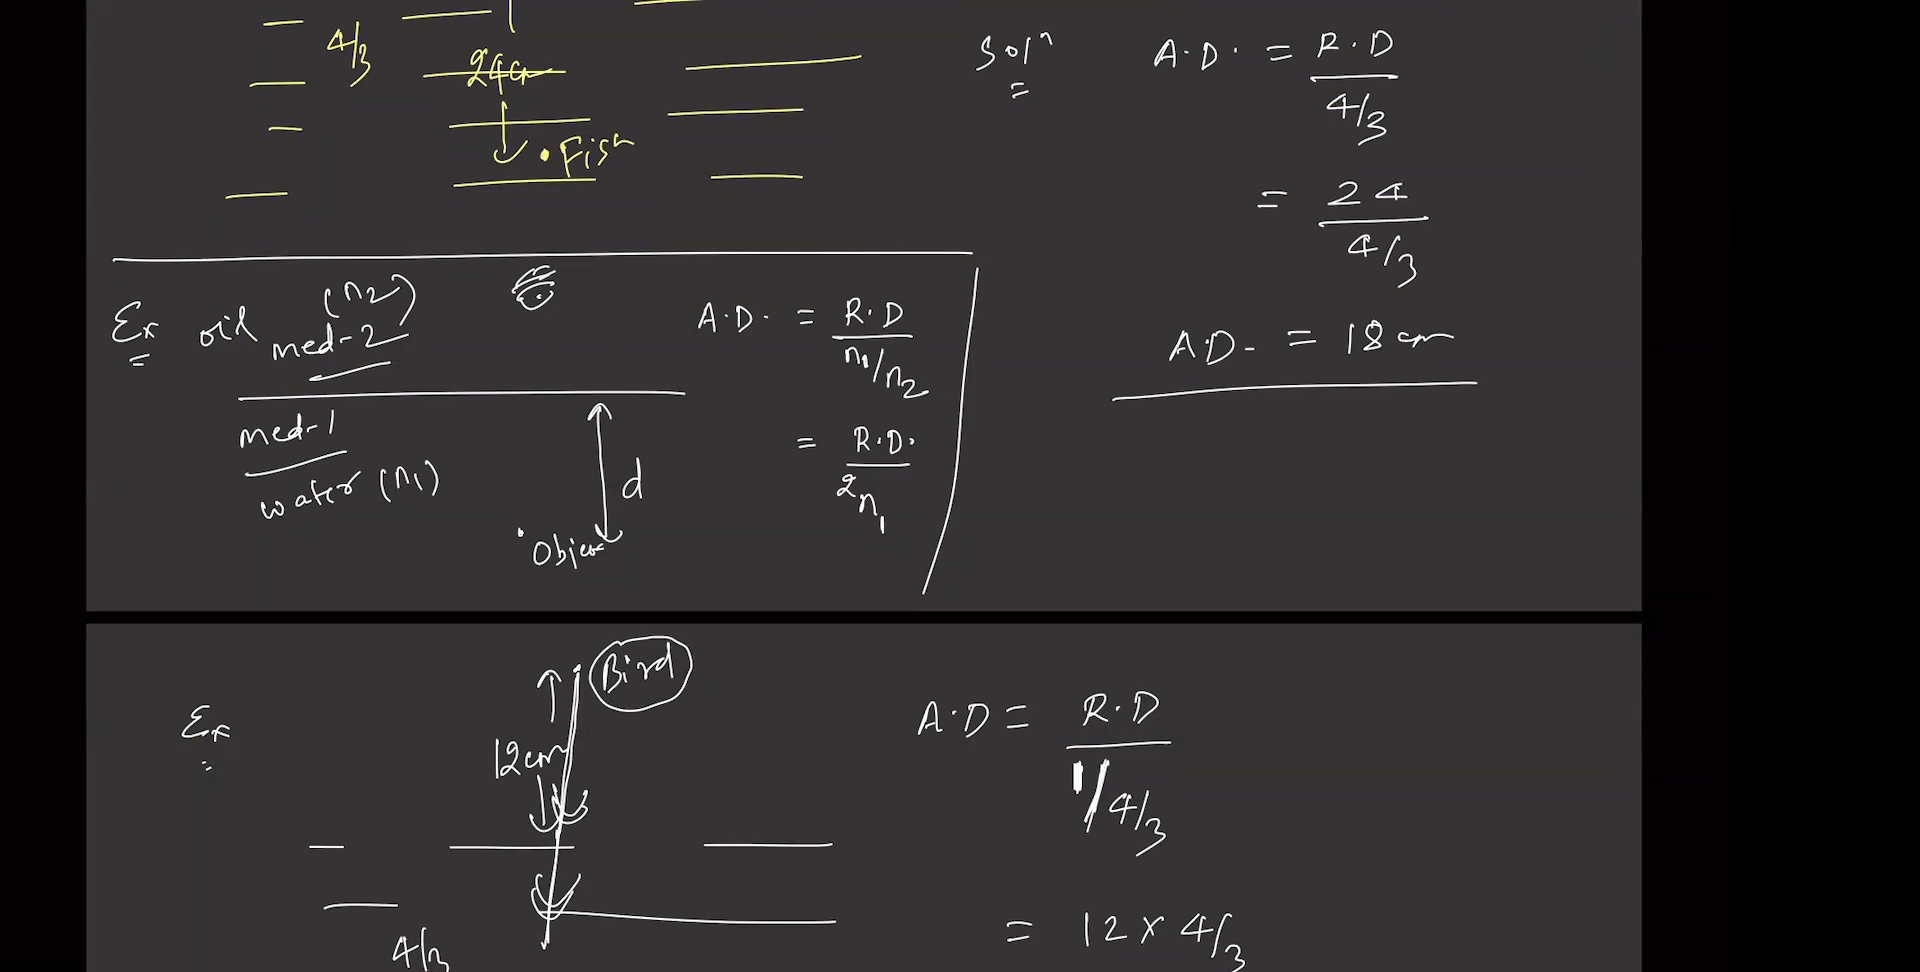 4/3
24cm
Fish
Solⁿ
A.D. = R.D / 4/3
= 24 / 4/3
A.D. = 18 cm
Ex oil (n2)
med-2
med-1
water (n1)
d
Object
A.D. = R.D / n1/n2
= R.D. / ²n₁
Ex
Bird
12cm
4/3
A.D = R.D / 1/4/3
= 12 × 4/3